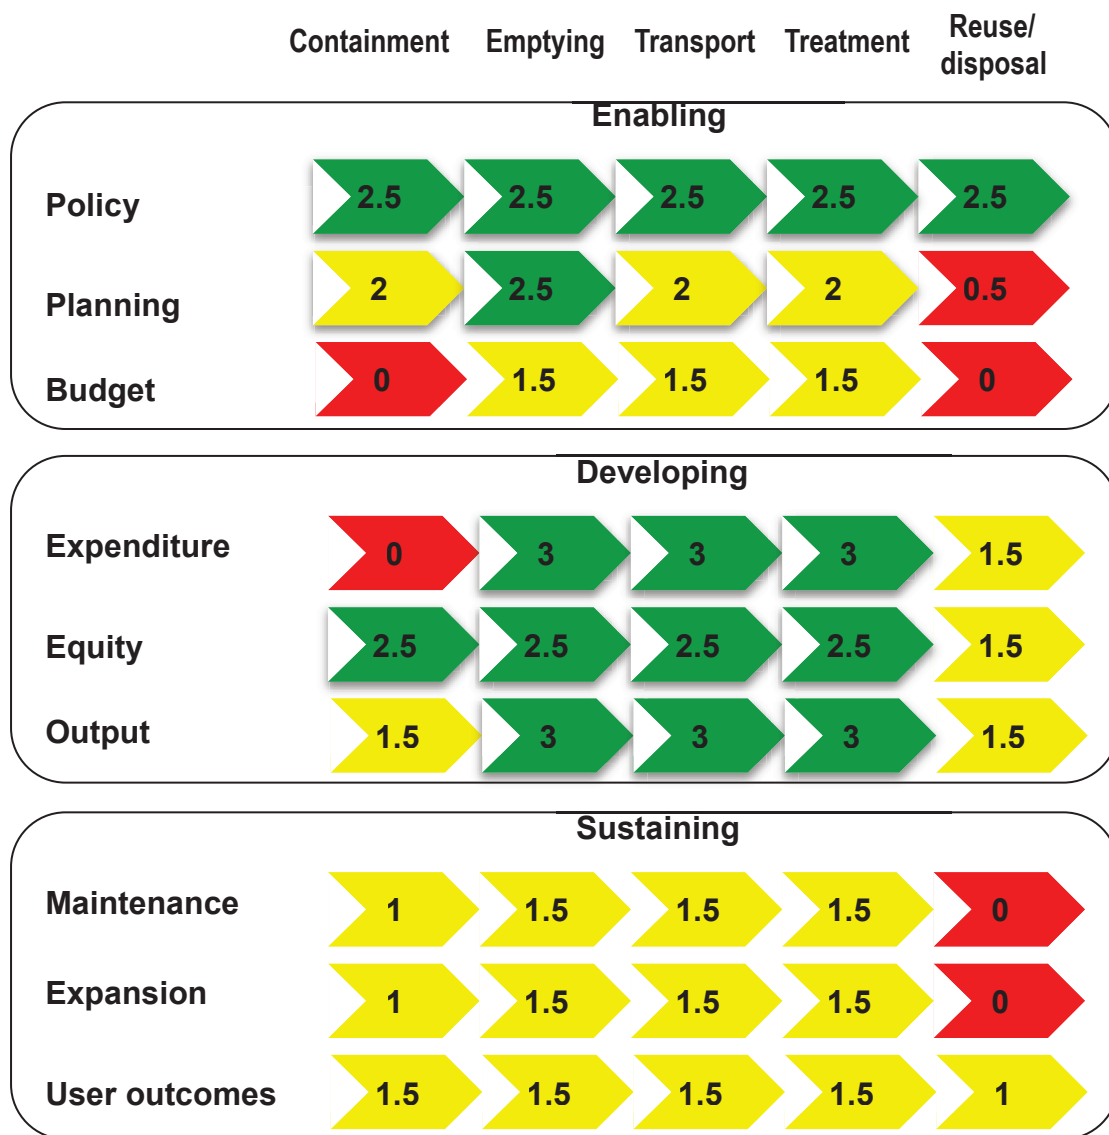 Containment Emptying Transport Treatment Reuse/
disposal
Enabling
Policy 2.5 2.5 2.5 2.5 2.5
Planning 2 2.5 2 2 0.5
Budget 0 1.5 1.5 1.5 0
Developing
Expenditure 0 3 3 3 1.5
Equity 2.5 2.5 2.5 2.5 1.5
Output 1.5 3 3 3 1.5
Sustaining
Maintenance 1 1.5 1.5 1.5 0
Expansion 1 1.5 1.5 1.5 0
User outcomes 1.5 1.5 1.5 1.5 1